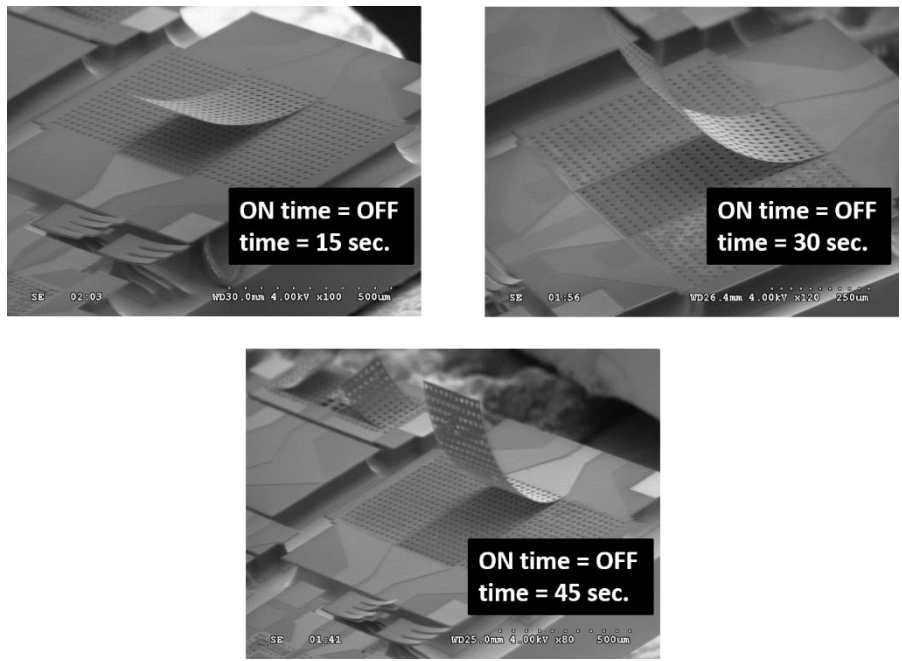 ON time = OFF
time = 15 sec.
SE 02:03 WD30.0mm 4.00kV x100 500um
ON time = OFF
time = 30 sec.
SE 01:56 WD26.4mm 4.00kV x120 250um
ON time = OFF
time = 45 sec.
SE 01:41 WD25.0mm 4.00kV x80 500um